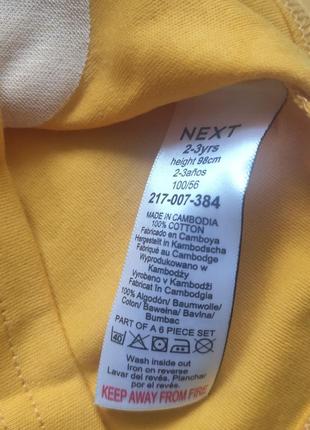 NEXT
2-3yrs
height 98cm
2-3años
100/56
217-007-384
MADE IN CAMBODIA
100% COTTON
Fabricado en Camboya
Hergestellt in Kambodscha
Fabriqué au Cambodge
Wyprodukowano w
Kambodży
Fabricat în Cambodgia
100% Algodón/ Baumwolle/
Coton/ Bawełna/ Bavlna/
Bumbac
PART OF A 6 PIECE SET
40
Wash inside out
Iron on reverse
Lavar del revés. Planchar
por el revés.
KEEP AWAY FROM FIRE